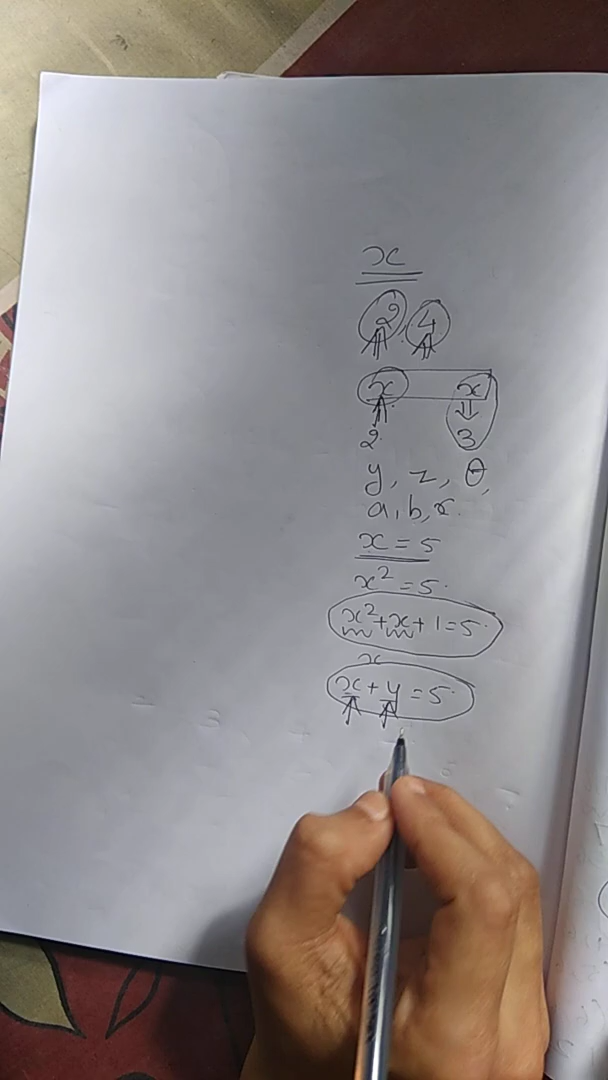 x
2, 4
x x
2. 3
y, z, θ,
a, b, x.
x = 5
x² = 5.
x² + x + 1 = 5.
x
x + y = 5.